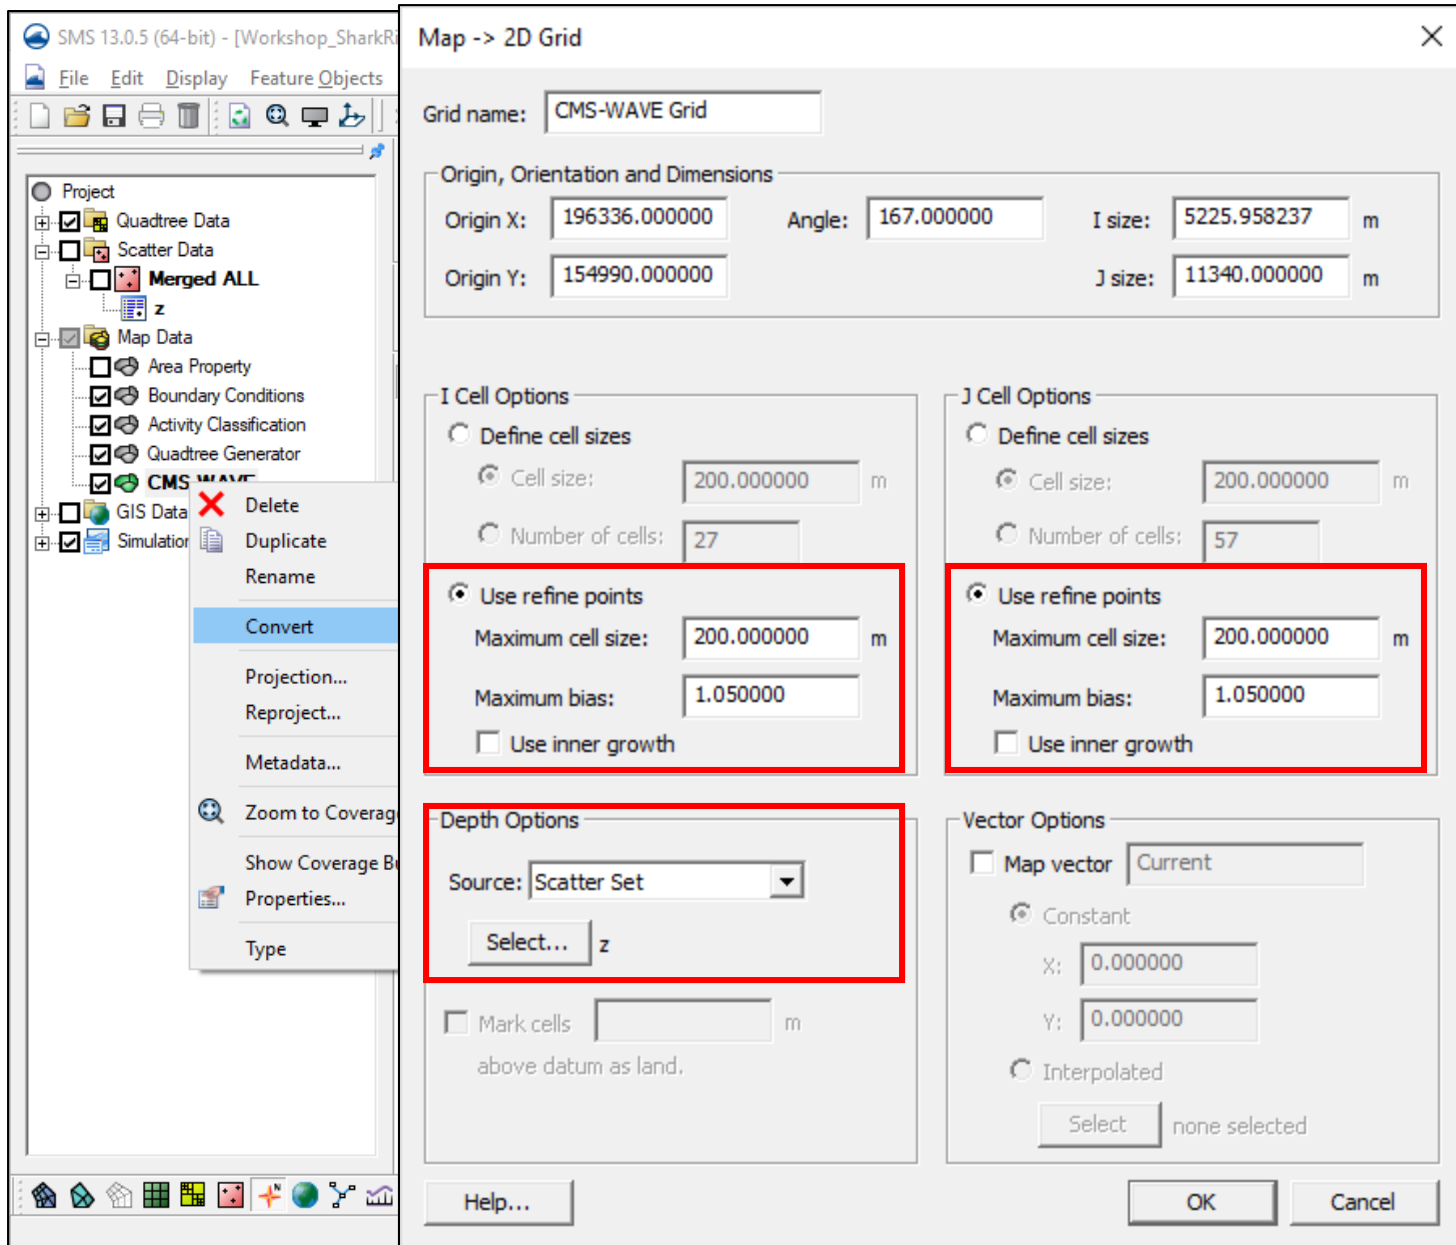 SMS 13.0.5 (64-bit) - [Workshop_SharkRi
File Edit Display Feature Objects
Project
Quadtree Data
Scatter Data
Merged ALL
z
Map Data
Area Property
Boundary Conditions
Activity Classification
Quadtree Generator
CMS-WAVE
GIS Data
Simulation
Delete
Duplicate
Rename
Convert
Projection...
Reproject...
Metadata...
Zoom to Coverag
Show Coverage B
Properties...
Type
Map -> 2D Grid
Grid name: CMS-WAVE Grid
Origin, Orientation and Dimensions
Origin X: 196336.000000 Angle: 167.000000 I size: 5225.958237 m
Origin Y: 154990.000000 J size: 11340.000000 m
I Cell Options
Define cell sizes
Cell size: 200.000000 m
Number of cells: 27
Use refine points
Maximum cell size: 200.000000 m
Maximum bias: 1.050000
Use inner growth
J Cell Options
Define cell sizes
Cell size: 200.000000 m
Number of cells: 57
Use refine points
Maximum cell size: 200.000000 m
Maximum bias: 1.050000
Use inner growth
Depth Options
Source: Scatter Set
Select... z
Mark cells m
above datum as land.
Vector Options
Map vector Current
Constant
X: 0.000000
Y: 0.000000
Interpolated
Select none selected
Help... OK Cancel